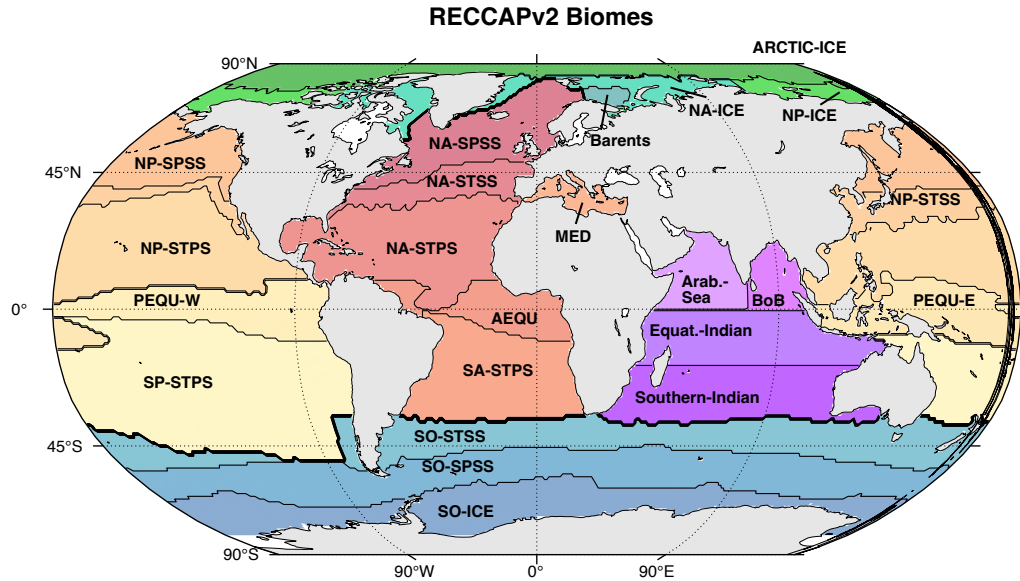 RECCAPv2 Biomes
ARCTIC-ICE
90°N
NA-ICE
NP-ICE
Barents
NA-SPSS
NP-SPSS
45°N
NA-STSS
NP-STSS
MED
NP-STPS
NA-STPS
Arab.-
Sea
BoB
PEQU-W
PEQU-E
0°
AEQU
Equat.-Indian
SP-STPS
SA-STPS
Southern-Indian
SO-STSS
45°S
SO-SPSS
SO-ICE
90°S
90°W
0°
90°E